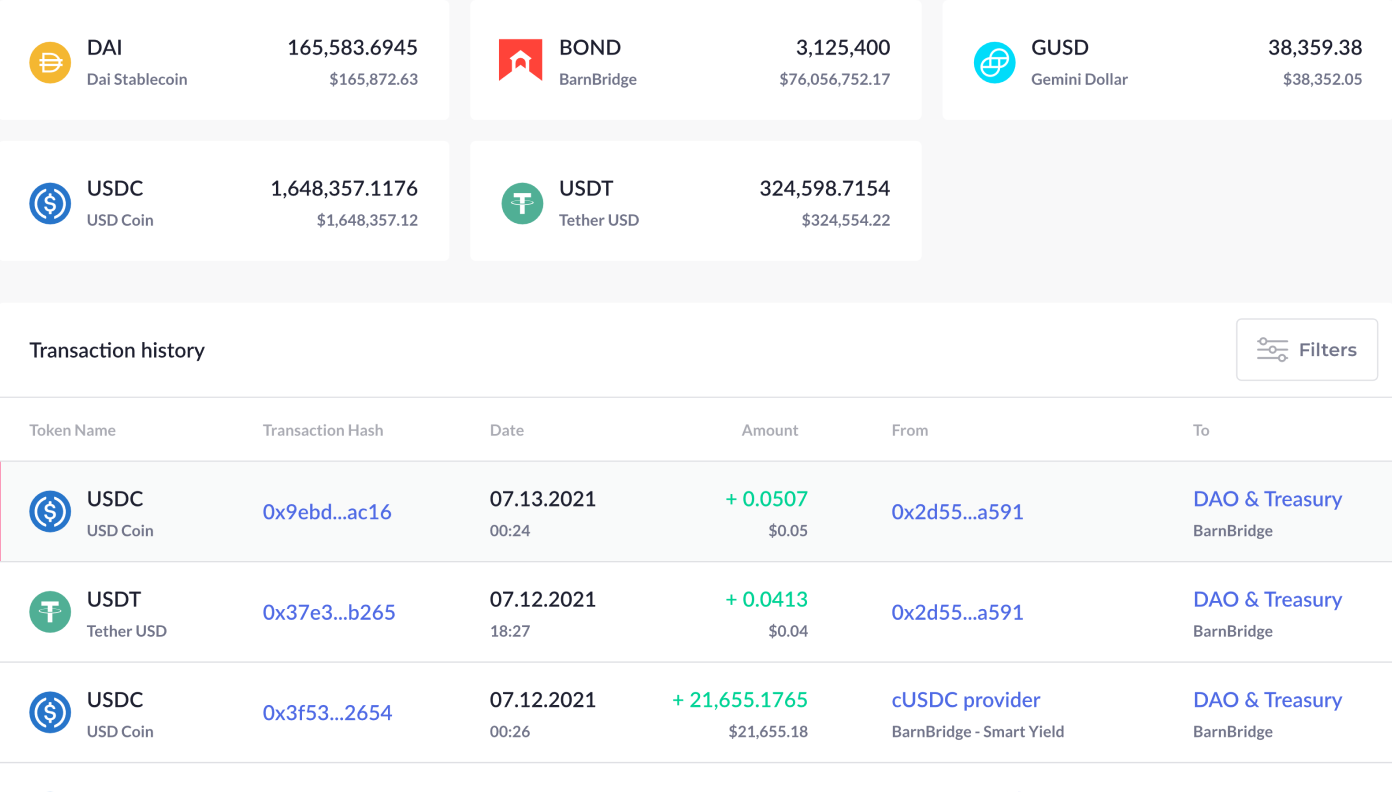 DAI 165,583.6945
Dai Stablecoin $165,872.63
BOND 3,125,400
BarnBridge $76,056,752.17
GUSD 38,359.38
Gemini Dollar $38,352.05
USDC 1,648,357.1176
USD Coin $1,648,357.12
USDT 324,598.7154
Tether USD $324,554.22
Transaction history Filters
Token Name Transaction Hash Date Amount From To
USDC 0x9ebd...ac16 07.13.2021 + 0.0507 0x2d55...a591 DAO & Treasury
USD Coin 00:24 $0.05 BarnBridge
USDT 0x37e3...b265 07.12.2021 + 0.0413 0x2d55...a591 DAO & Treasury
Tether USD 18:27 $0.04 BarnBridge
USDC 0x3f53...2654 07.12.2021 + 21,655.1765 cUSDC provider DAO & Treasury
USD Coin 00:26 $21,655.18 BarnBridge - Smart Yield BarnBridge